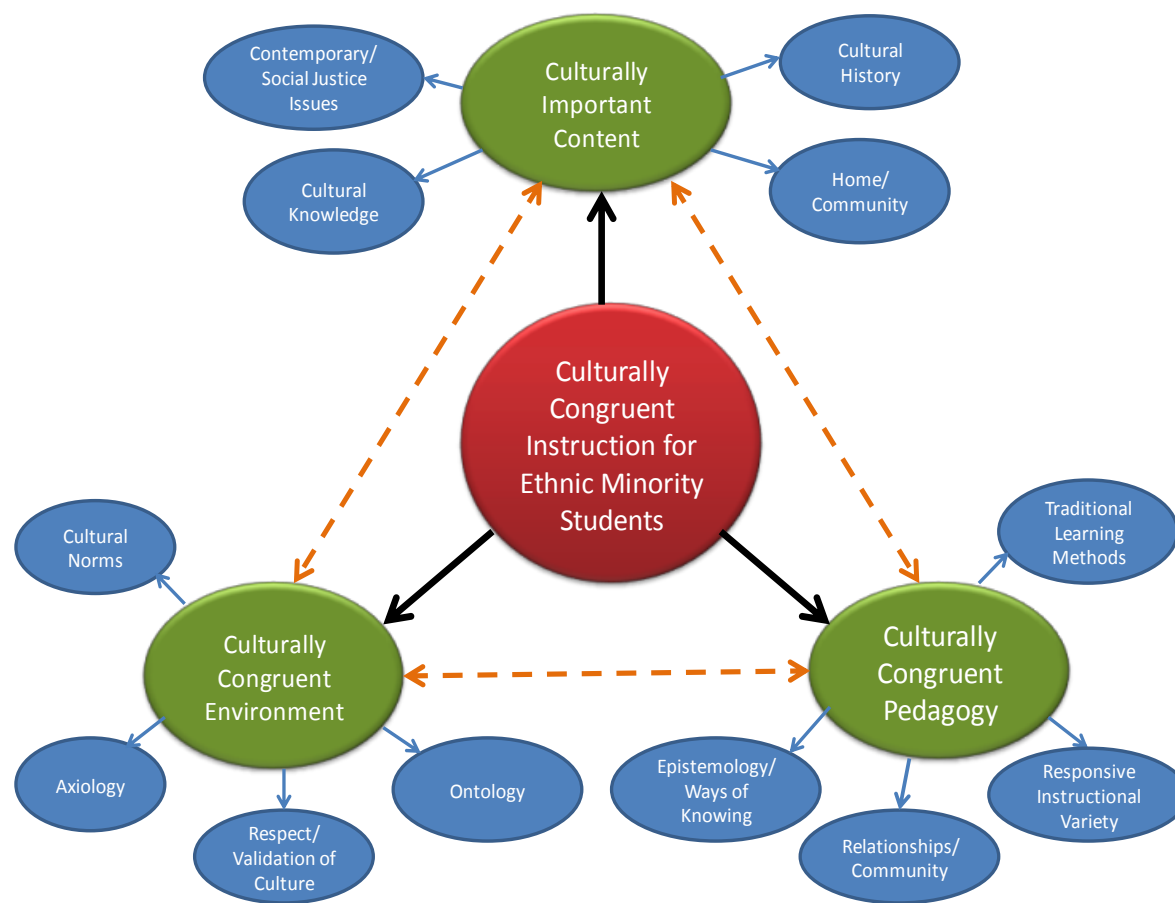 Contemporary/
Social Justice
Issues
Culturally
Important
Content
Cultural
History
Cultural
Knowledge
Home/
Community
Culturally
Congruent
Instruction for
Ethnic Minority
Students
Cultural
Norms
Traditional
Learning
Methods
Culturally
Congruent
Environment
Culturally
Congruent
Pedagogy
Axiology
Respect/
Validation of
Culture
Ontology
Epistemology/
Ways of
Knowing
Relationships/
Community
Responsive
Instructional
Variety